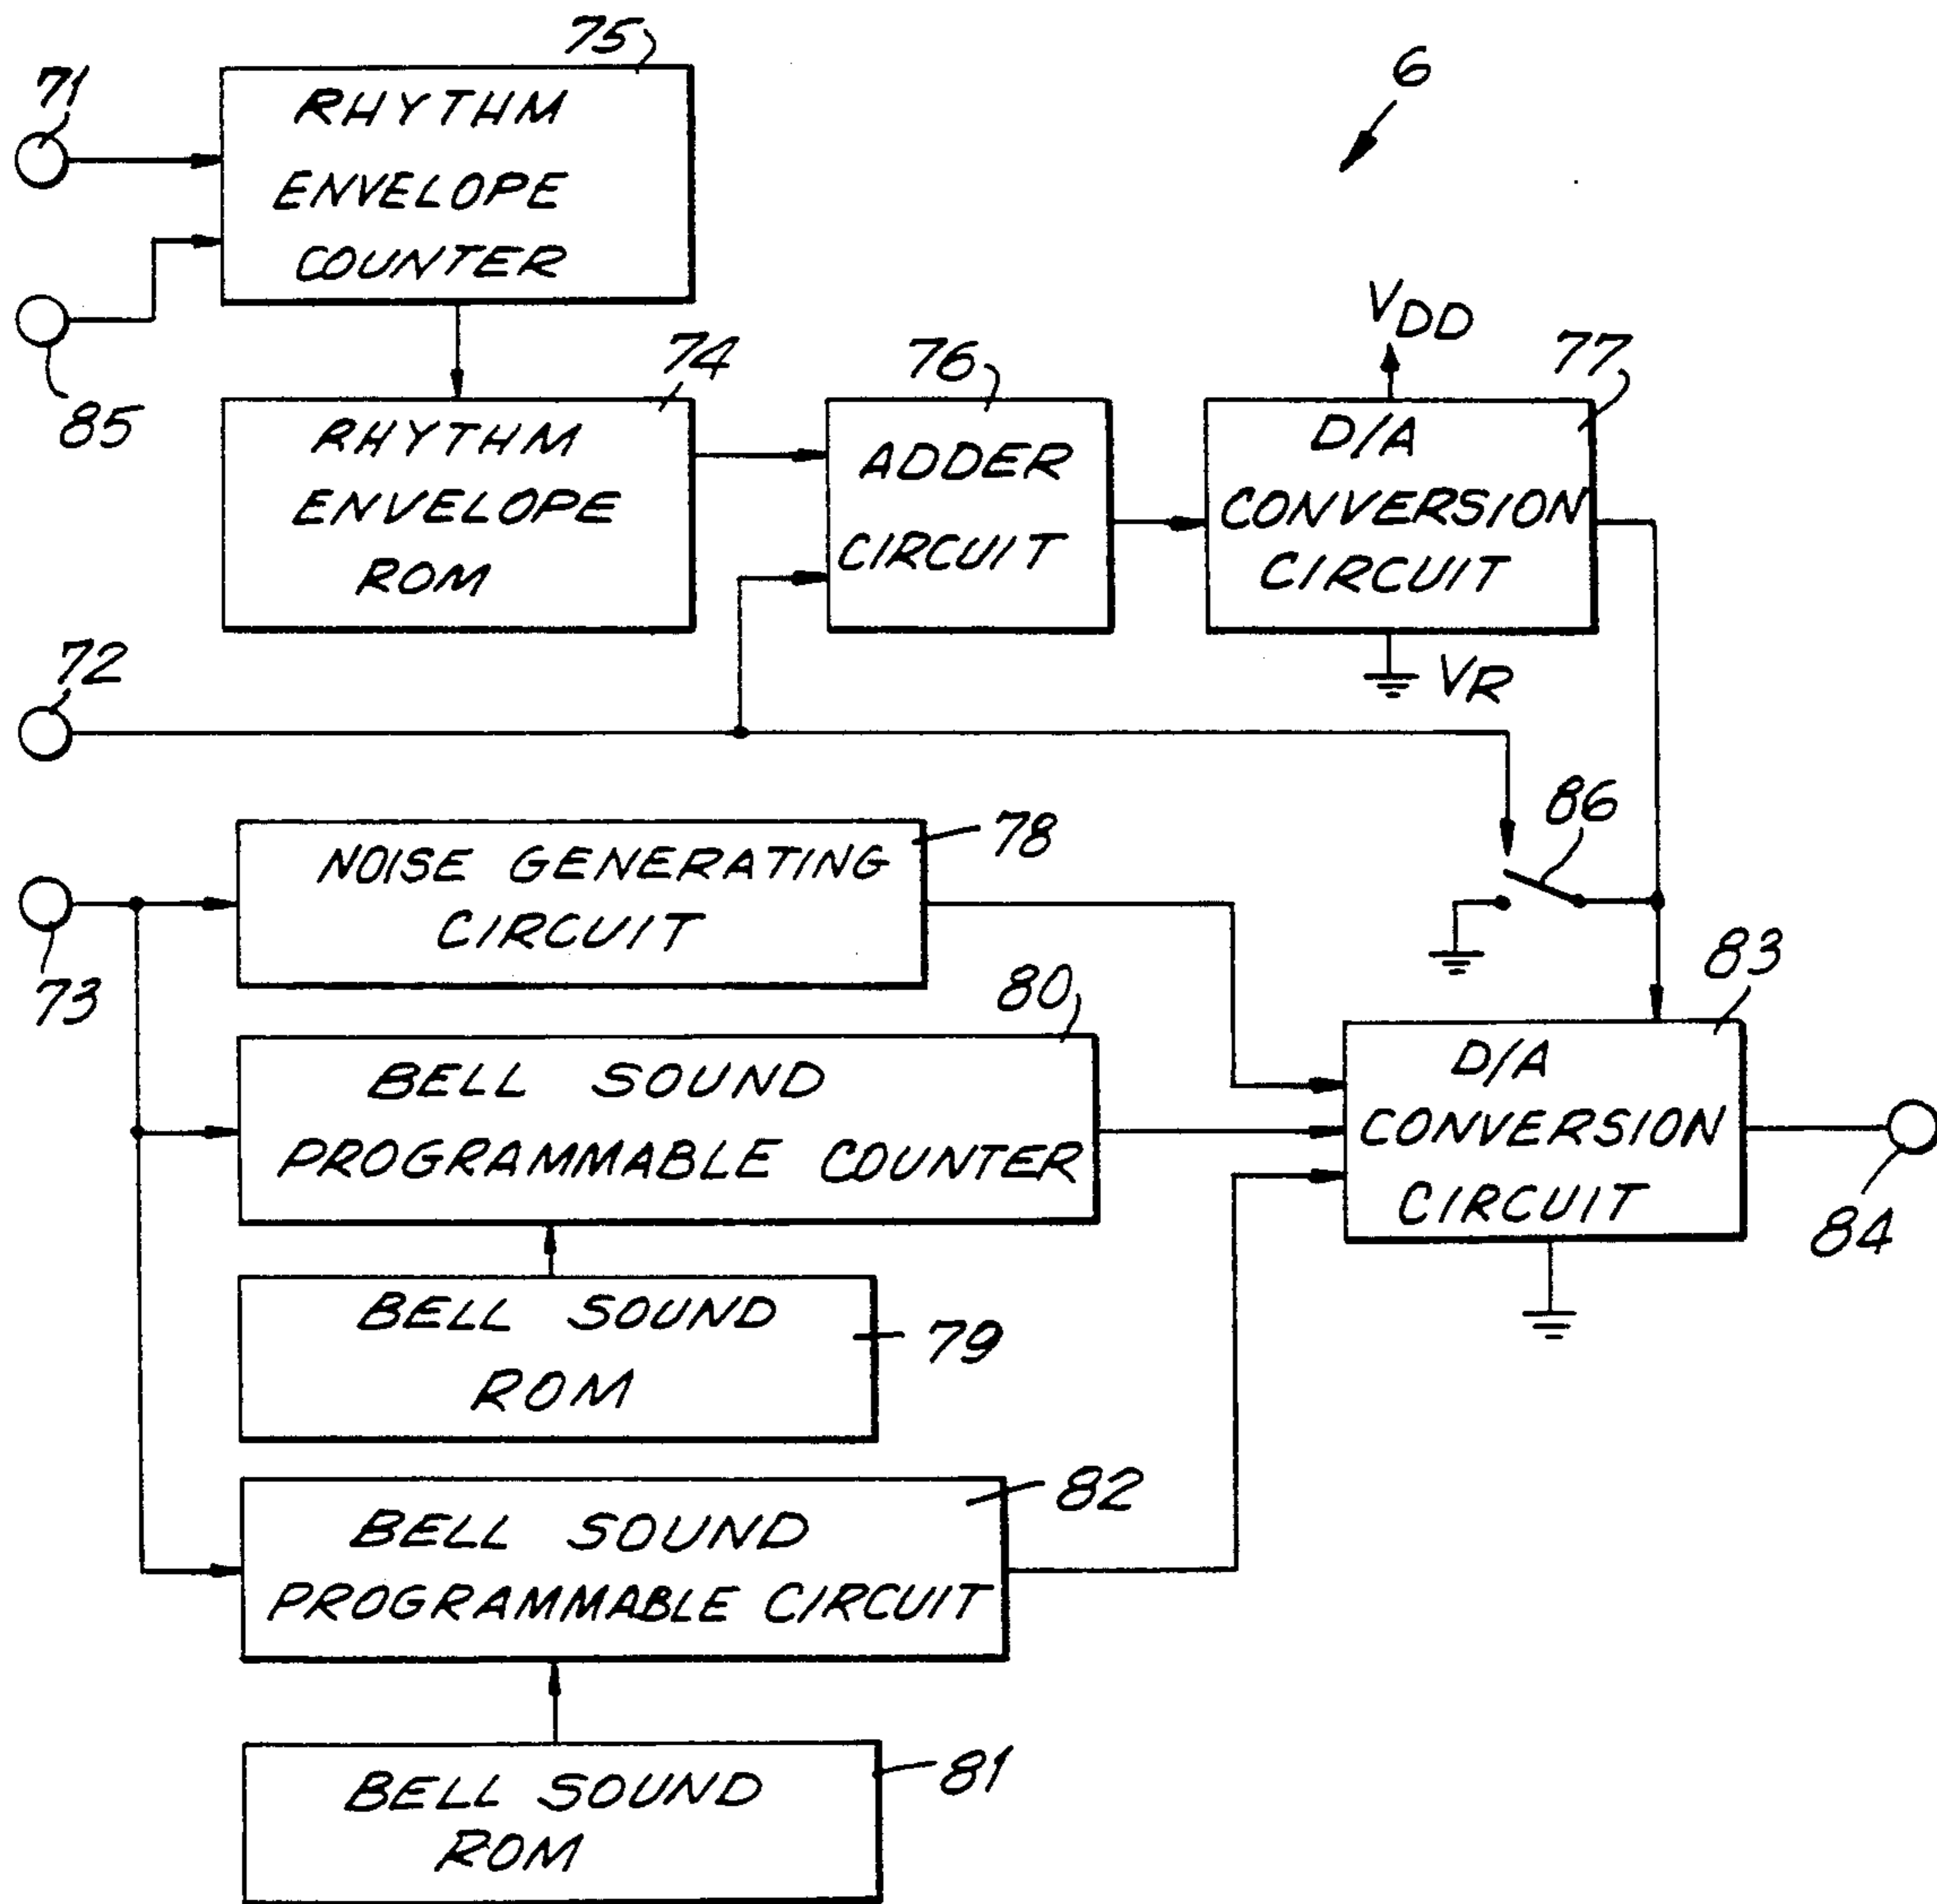 75
6
71
RHYTHM
ENVELOPE
COUNTER
85
74
76
VDD
77
RHYTHM
ENVELOPE
ROM
ADDER
CIRCUIT
D/A
CONVERSION
CIRCUIT
VR
72
86
78
NOISE GENERATING
CIRCUIT
73
80
83
BELL SOUND
PROGRAMMABLE COUNTER
D/A
CONVERSION
CIRCUIT
84
BELL SOUND
ROM
79
82
BELL SOUND
PROGRAMMABLE CIRCUIT
81
BELL SOUND
ROM